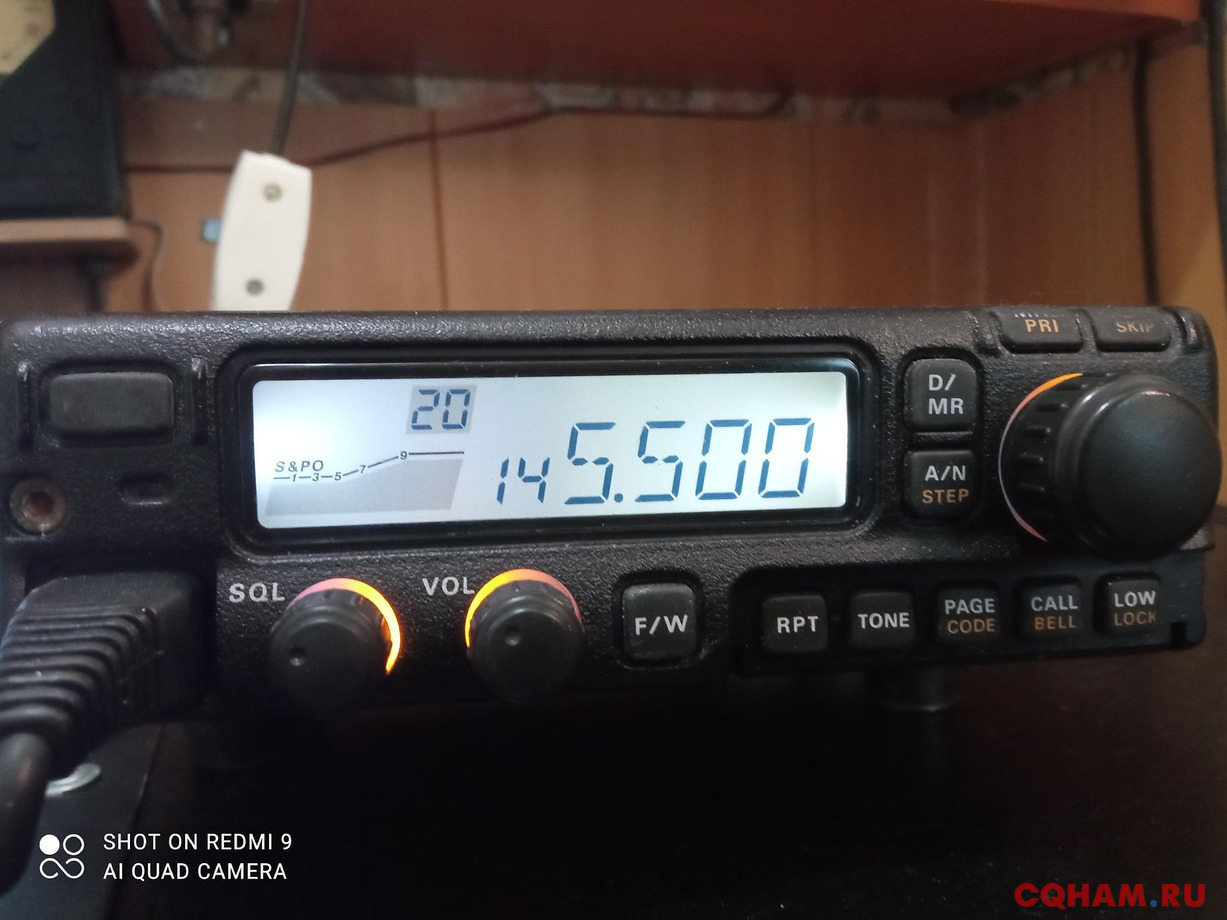 PRI SKIP
20
D/
MR
S&PO
1-3-5 7 9
145.500
A/N
STEP
SQL VOL F/W RPT TONE
PAGE
CODE
CALL
BELL
LOW
LOCK
SHOT ON REDMI 9
AI QUAD CAMERA
CQHAM.RU